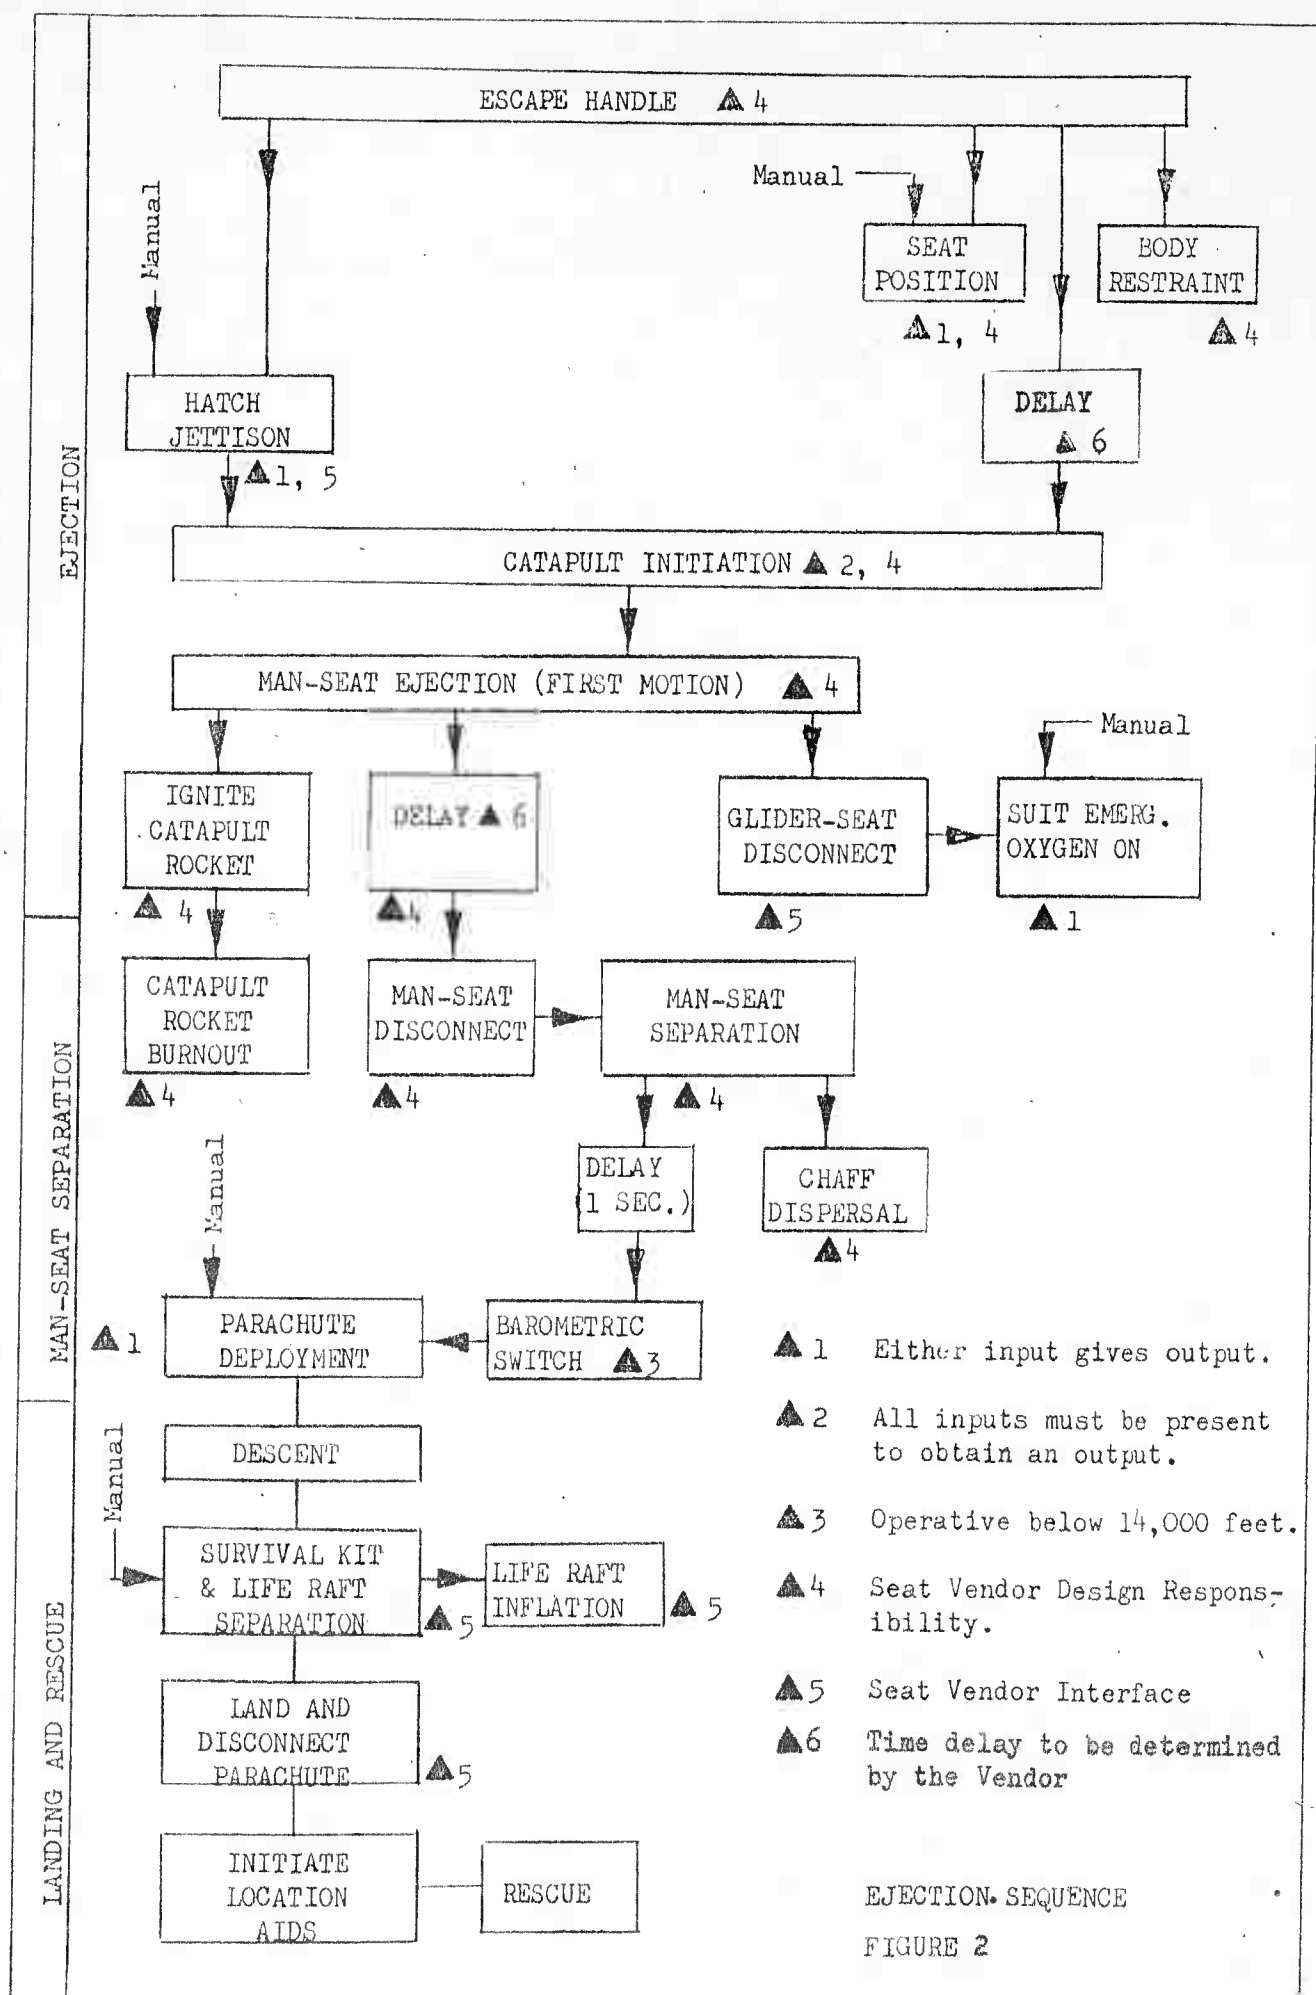 ESCAPE HANDLE ▲ 4
Manual
Manual
SEAT
POSITION
▲ 1, 4
BODY
RESTRAINT
▲ 4
HATCH
JETTISON
▲ 1, 5
DELAY
▲ 6
EJECTION
CATAPULT INITIATION ▲ 2, 4
MAN-SEAT EJECTION (FIRST MOTION) ▲ 4
Manual
IGNITE
CATAPULT
ROCKET
▲ 4
DELAY ▲ 6
▲ 4
GLIDER-SEAT
DISCONNECT
▲ 5
SUIT EMERG.
OXYGEN ON
▲ 1
MAN-SEAT SEPARATION
CATAPULT
ROCKET
BURNOUT
▲ 4
MAN-SEAT
DISCONNECT
▲ 4
MAN-SEAT
SEPARATION
▲ 4
Manual
DELAY
(1 SEC.)
CHAFF
DISPERSAL
▲ 4
▲ 1
PARACHUTE
DEPLOYMENT
BAROMETRIC
SWITCH ▲ 3
LANDING AND RESCUE
DESCENT
Manual
SURVIVAL KIT
& LIFE RAFT
SEPARATION
▲ 5
LIFE RAFT
INFLATION
▲ 5
LAND AND
DISCONNECT
PARACHUTE
▲ 5
INITIATE
LOCATION
AIDS
RESCUE
▲ 1 Either input gives output.
▲ 2 All inputs must be present
to obtain an output.
▲ 3 Operative below 14,000 feet.
▲ 4 Seat Vendor Design Respons-
ibility.
▲ 5 Seat Vendor Interface
▲ 6 Time delay to be determined
by the Vendor
EJECTION SEQUENCE
FIGURE 2